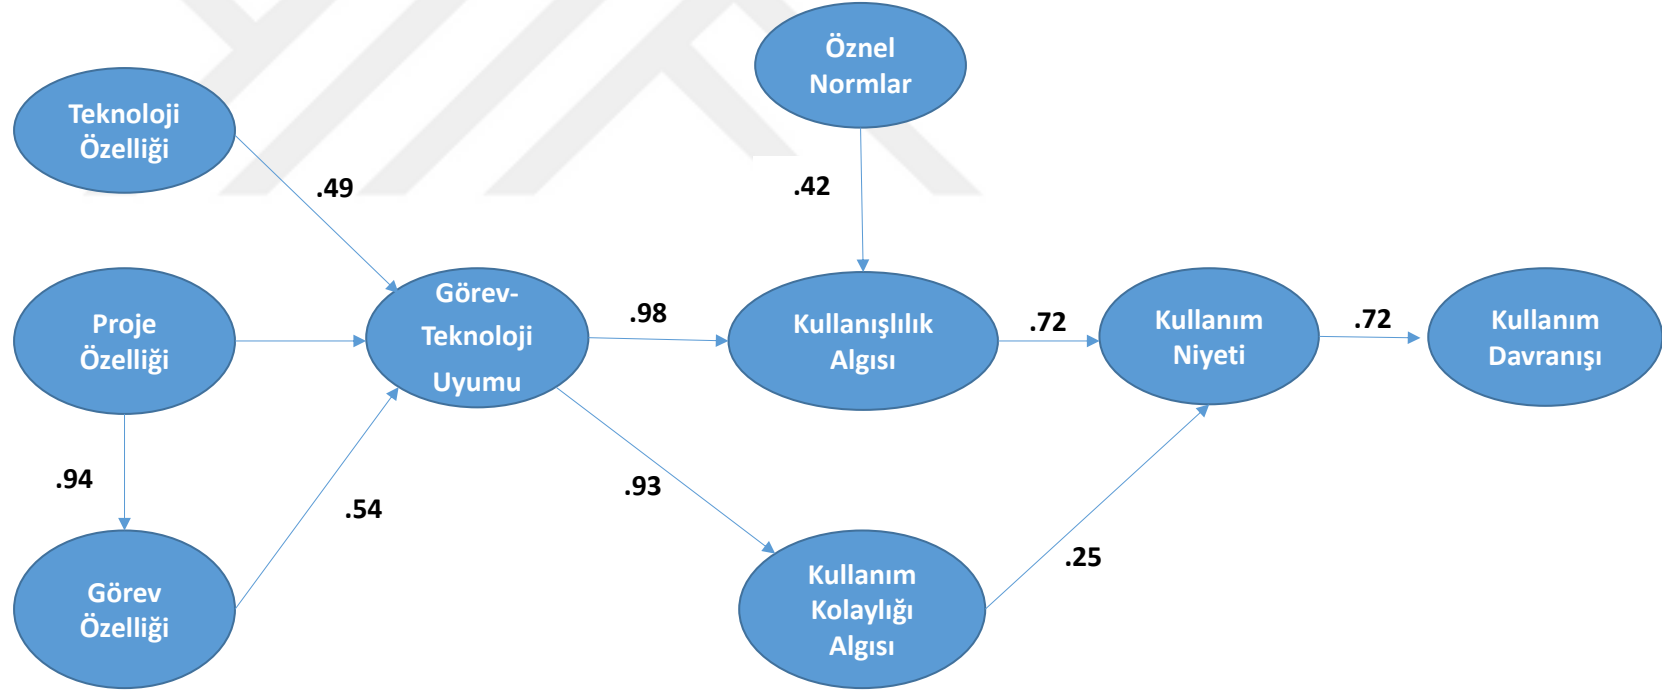 Öznel
Normlar
Teknoloji
Özelliği
.49
.42
Proje
Özelliği
Görev-
Teknoloji
Uyumu
.98
Kullanışlılık
Algısı
.72
Kullanım
Niyeti
.72
Kullanım
Davranışı
.94
.54
.93
.25
Görev
Özelliği
Kullanım
Kolaylığı
Algısı